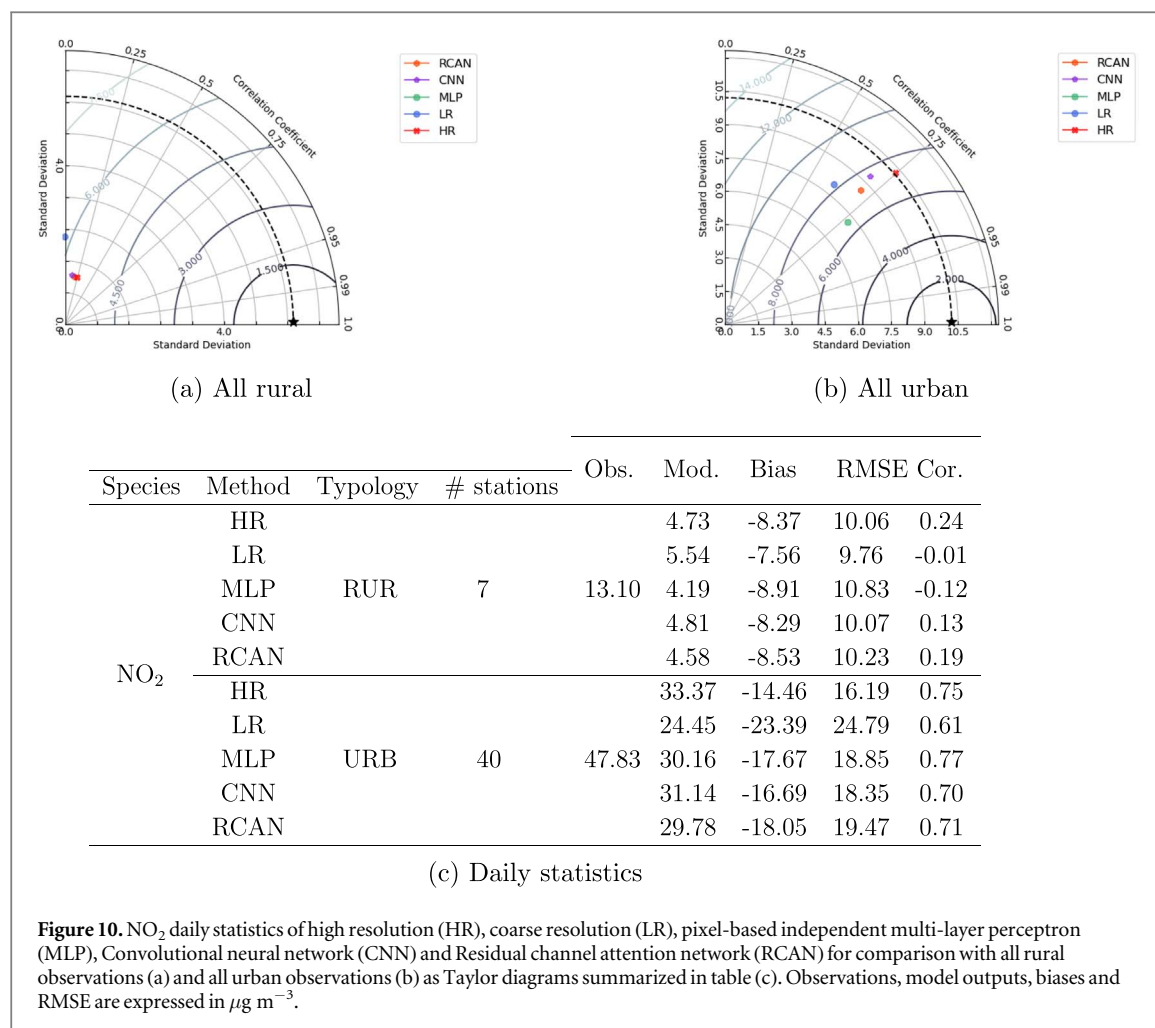 0.0
0.25
0.5
0.75
0.95
0.99
1.0
Correlation Coefficient
Standard Deviation
4.0
0.0
6.000
4.500
3.000
1.500
0.0
4.0
Standard Deviation
RCAN
CNN
MLP
LR
HR
(a) All rural
0.0
0.25
0.5
0.75
0.95
0.99
1.0
Correlation Coefficient
Standard Deviation
10.5
9.0
7.5
6.0
4.5
3.0
1.5
0.0
14.000
12.000
8.000
6.000
4.000
2.000
0.0 1.5 3.0 4.5 6.0 7.5 9.0 10.5
Standard Deviation
RCAN
CNN
MLP
LR
HR
(b) All urban
Species Method Typology # stations Obs. Mod. Bias RMSE Cor.
HR 4.73 -8.37 10.06 0.24
LR 5.54 -7.56 9.76 -0.01
MLP RUR 7 13.10 4.19 -8.91 10.83 -0.12
CNN 4.81 -8.29 10.07 0.13
RCAN 4.58 -8.53 10.23 0.19
NO₂
HR 33.37 -14.46 16.19 0.75
LR 24.45 -23.39 24.79 0.61
MLP URB 40 47.83 30.16 -17.67 18.85 0.77
CNN 31.14 -16.69 18.35 0.70
RCAN 29.78 -18.05 19.47 0.71
(c) Daily statistics
Figure 10. NO₂ daily statistics of high resolution (HR), coarse resolution (LR), pixel-based independent multi-layer perceptron
(MLP), Convolutional neural network (CNN) and Residual channel attention network (RCAN) for comparison with all rural
observations (a) and all urban observations (b) as Taylor diagrams summarized in table (c). Observations, model outputs, biases and
RMSE are expressed in μg m⁻³.